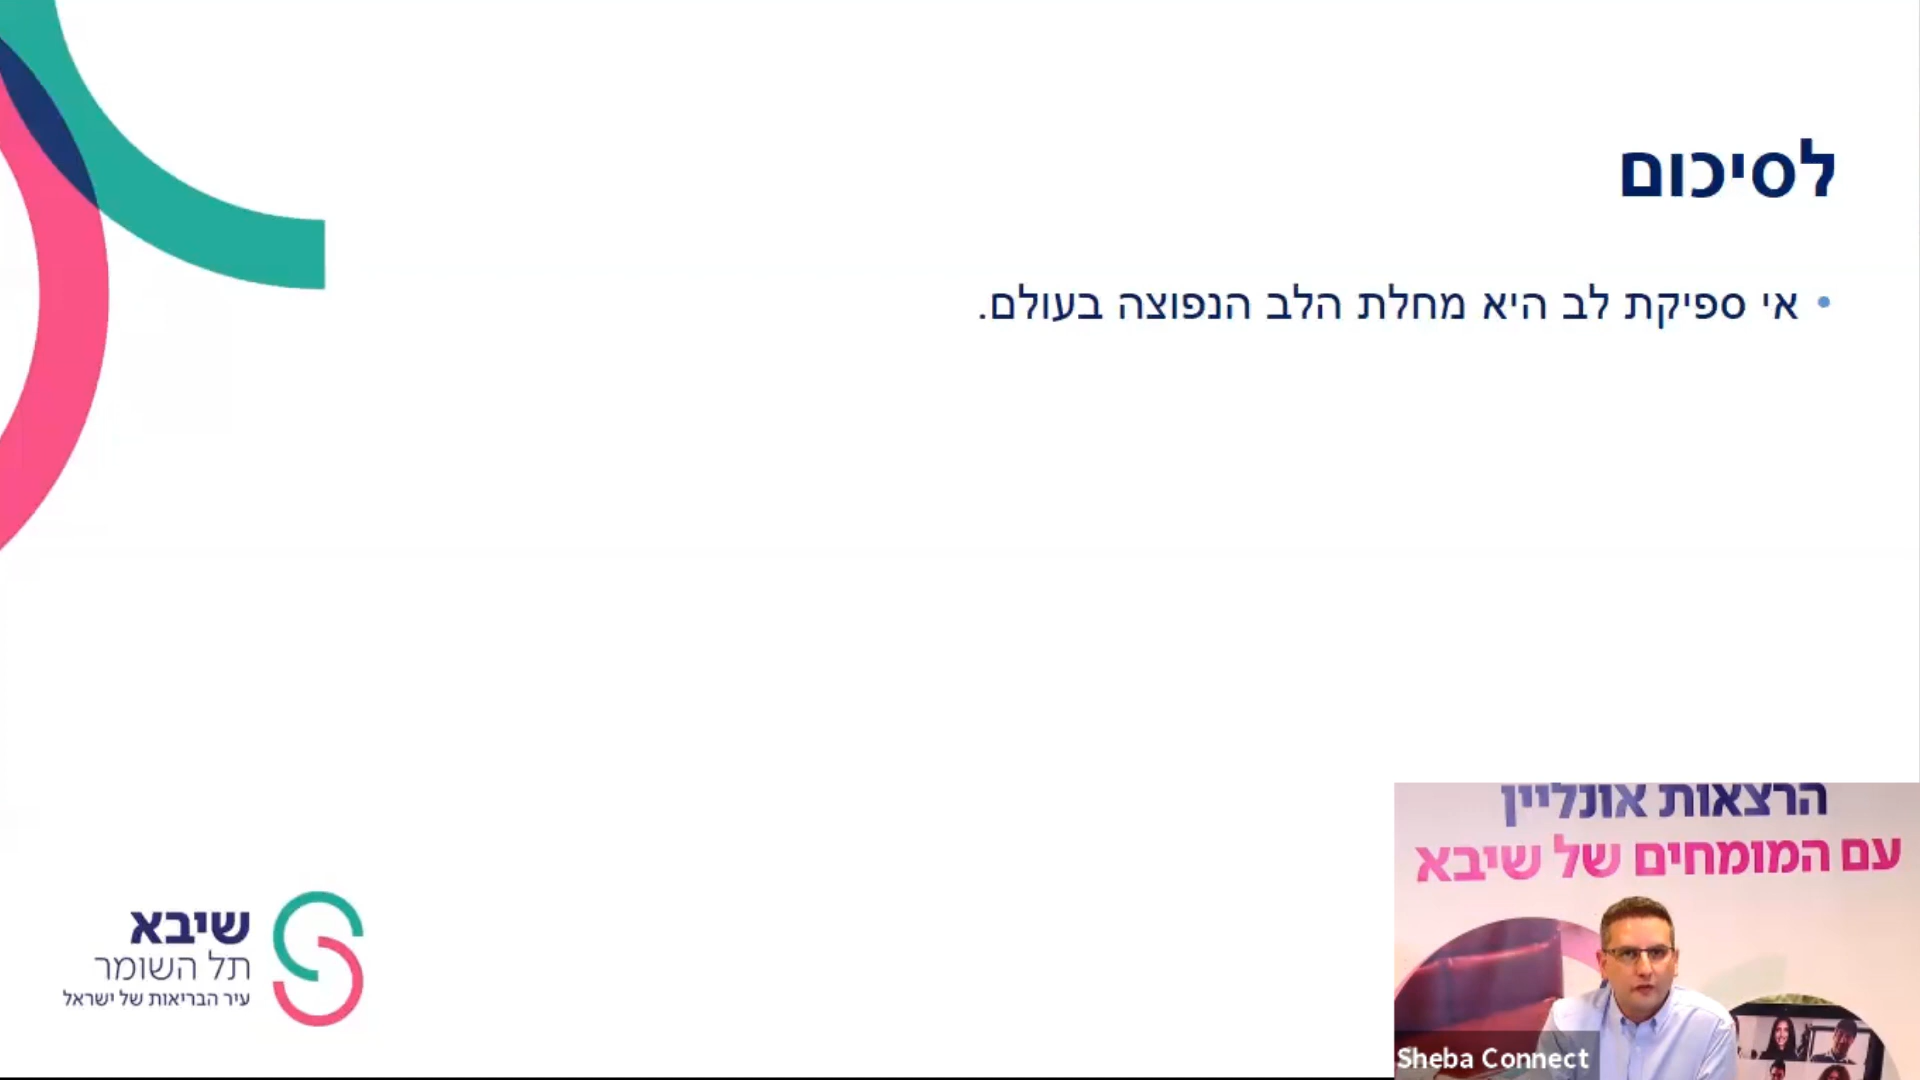 לסיכום
• אי ספיקת לב היא מחלת הלב הנפוצה בעולם.
הרצאות אונליין
עם המומחים של שיבא
שיבא
תל השומר
עיר הבריאות של ישראל
Sheba Connect